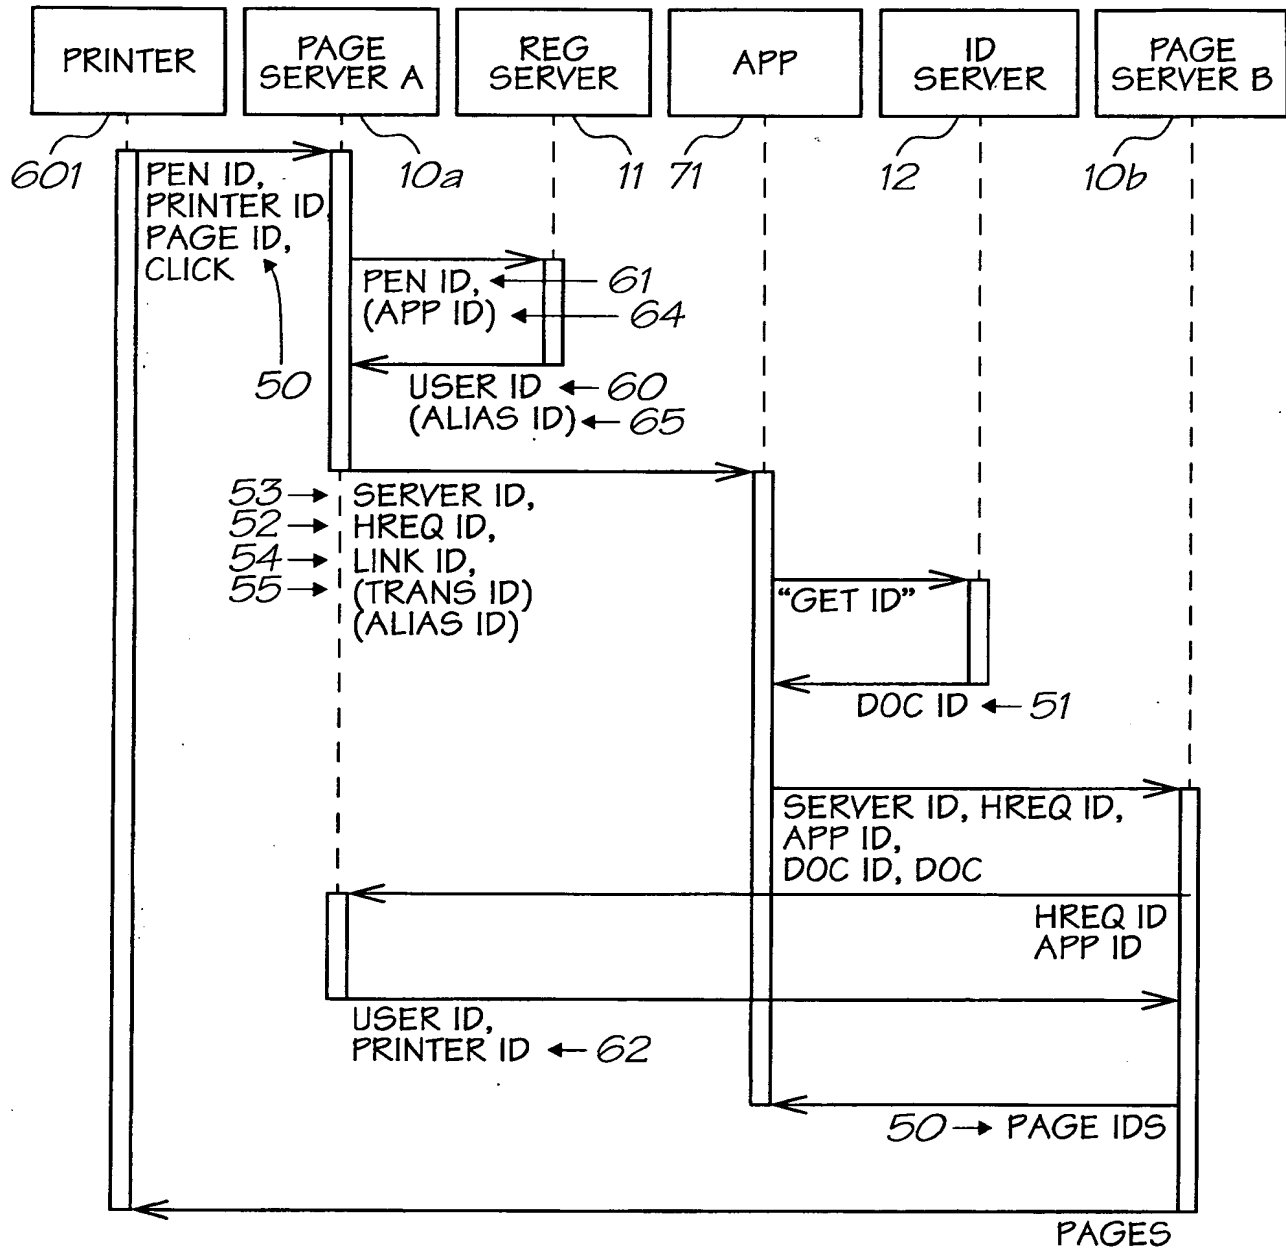 PRINTER
PAGE
SERVER A
REG
SERVER
APP
ID
SERVER
PAGE
SERVER B
601
10a
11
71
12
10b
PEN ID,
PRINTER ID,
PAGE ID,
CLICK
50
PEN ID, 61
(APP ID) 64
USER ID 60
(ALIAS ID) 65
53 SERVER ID,
52 HREQ ID,
54 LINK ID,
55 (TRANS ID)
(ALIAS ID)
“GET ID”
DOC ID 51
SERVER ID, HREQ ID,
APP ID,
DOC ID, DOC
HREQ ID
APP ID
USER ID,
PRINTER ID 62
50 PAGE IDS
PAGES